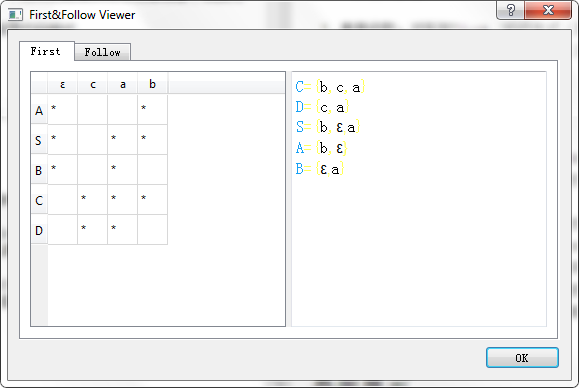 First&Follow Viewer
First Follow
ε c a b
A * *
S * * *
B * *
C * * *
D * *
C={b,c,a}
D={c,a}
S={b,ε,a}
A={b,ε}
B={ε,a}
OK